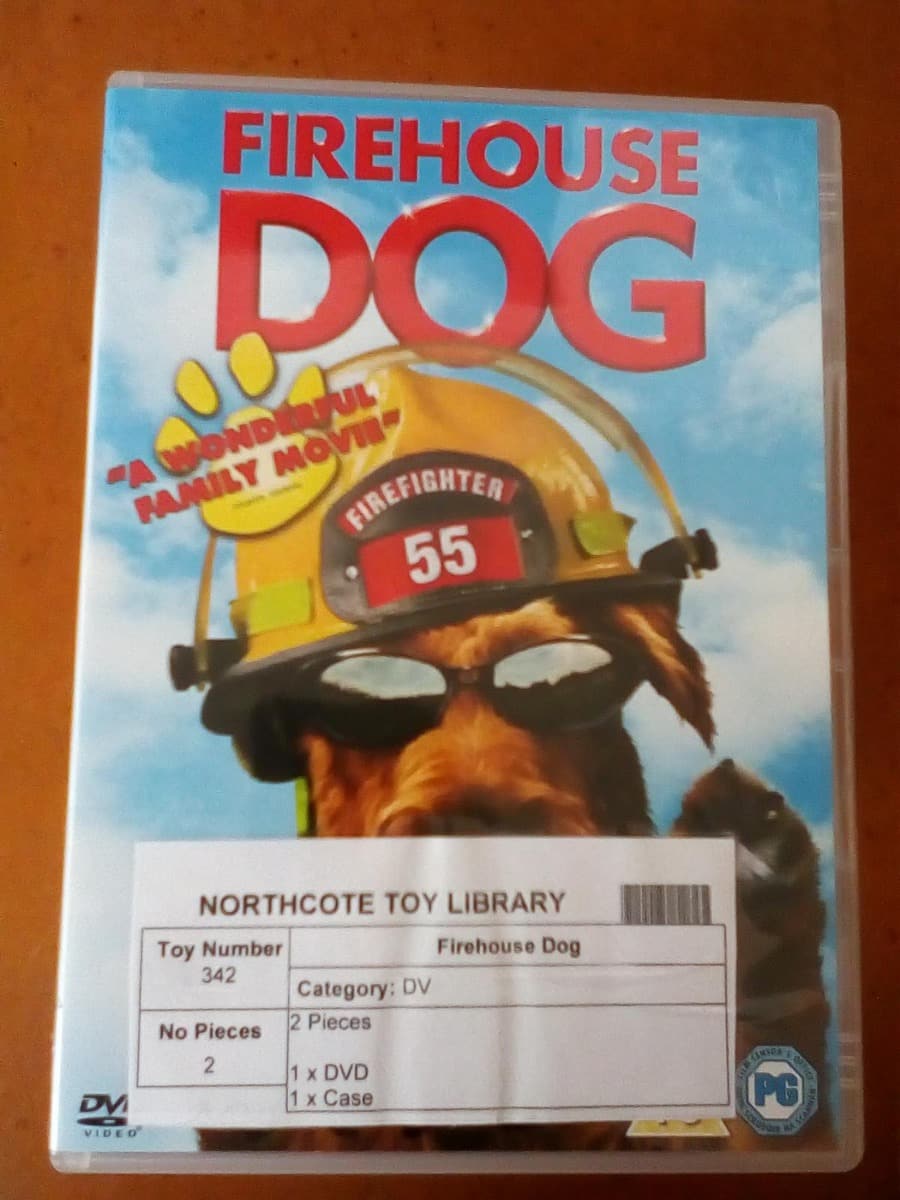 FIREHOUSE
DOG
"A WONDERFUL
FAMILY MOVIE"
FIREFIGHTER
55
NORTHCOTE TOY LIBRARY
Toy Number
342
Firehouse Dog
Category: DV
No Pieces
2
2 Pieces
1 x DVD
1 x Case
VIDEO
PG